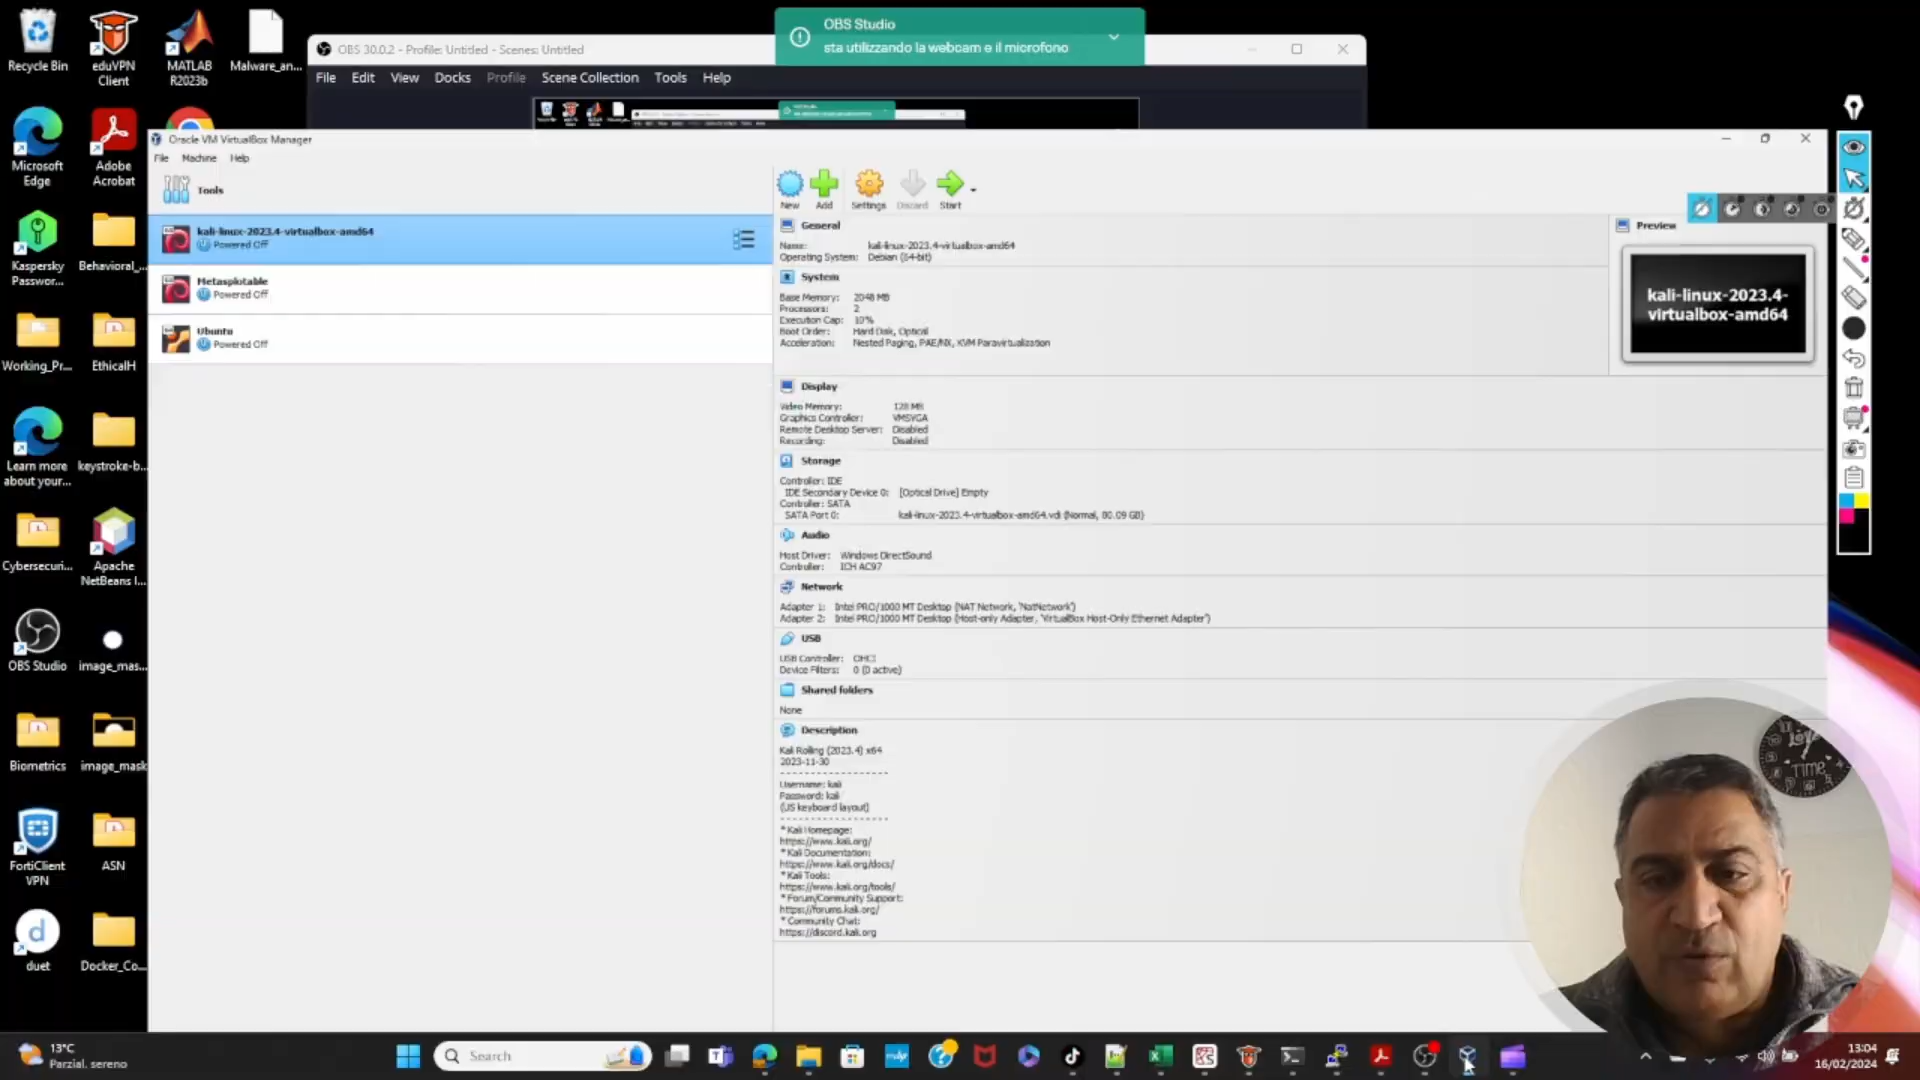 OBS Studio
sta utilizzando la webcam e il microfono
OBS 30.0.2 - Profile: Untitled - Scenes: Untitled
File Edit View Docks Profile Scene Collection Tools Help
Recycle Bin
eduVPN Client
MATLAB R2023b
Malware_an...
Microsoft Edge
Adobe Acrobat
Kaspersky Passwor...
Behavioral_...
Working_Pr...
EthicalH
Learn more about your...
keystroke-b...
Cybersecuri...
Apache NetBeans I...
OBS Studio
image_mas...
Biometrics
image_mask
FortiClient VPN
ASN
duet
Docker_Co...
Oracle VM VirtualBox Manager
File Machine Help
Tools
kali-linux-2023.4-virtualbox-amd64
Powered Off
Metasploitable
Powered Off
Ubuntu
Powered Off
New Add Settings Discard Start
General
Name: kali-linux-2023.4-virtualbox-amd64
Operating System: Debian (64-bit)
System
Base Memory: 2048 MB
Processors: 2
Execution Cap: 10%
Boot Order: Hard Disk, Optical
Acceleration: Nested Paging, PAE/NX, KVM Paravirtualization
Preview
kali-linux-2023.4-
virtualbox-amd64
Display
Video Memory: 128 MB
Graphics Controller: VMSVGA
Remote Desktop Server: Disabled
Recording: Disabled
Storage
Controller: IDE
IDE Secondary Device 0: [Optical Drive] Empty
Controller: SATA
SATA Port 0: kali-linux-2023.4-virtualbox-amd64.vdi (Normal, 80.09 GB)
Audio
Host Driver: Windows DirectSound
Controller: ICH AC97
Network
Adapter 1: Intel PRO/1000 MT Desktop (NAT Network, 'NatNetwork')
Adapter 2: Intel PRO/1000 MT Desktop (Host-only Adapter, 'VirtualBox Host-Only Ethernet Adapter')
USB
USB Controller: OHCI
Device Filters: 0 (0 active)
Shared folders
None
Description
Kali Rolling (2023.4) x64
2023-11-30
- - - - - - - - - - - - - - - - - -
Username: kali
Password: kali
(US keyboard layout)
- - - - - - - - - - - - - - - - - -
* Kali Homepage:
https://www.kali.org/
* Kali Documentation:
https://www.kali.org/docs/
* Kali Tools:
https://www.kali.org/tools/
* Forum/Community Support:
https://forums.kali.org/
* Community Chat:
https://discord.kali.org
TIME
13°C
Parzial. sereno
Search
13:04
16/02/2024